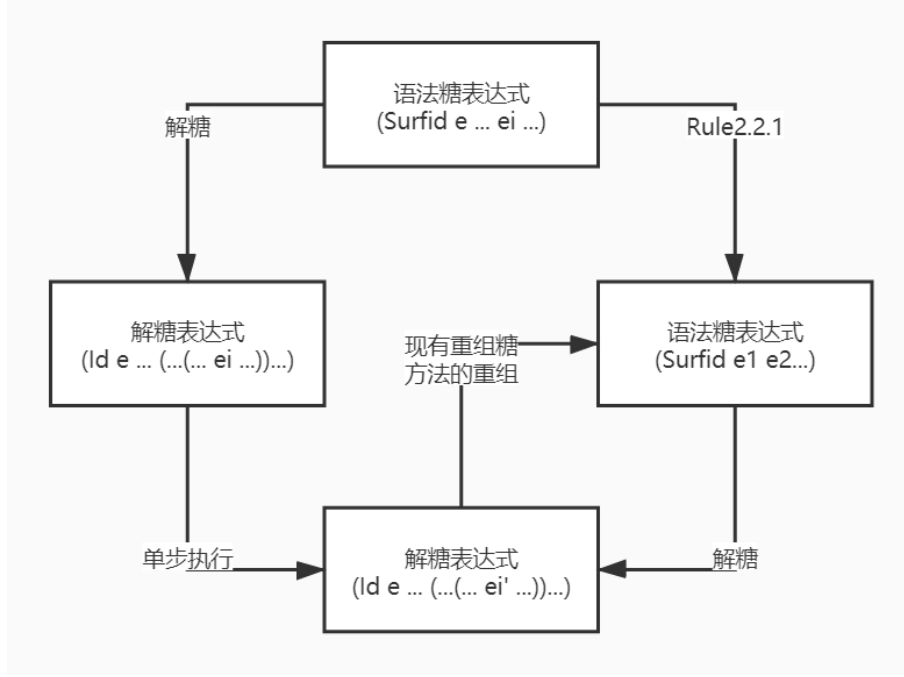 语法糖表达式
(Surfid e ... ei ...)
解糖
Rule2.2.1
解糖表达式
(Id e ... (...(... ei ...))...)
现有重组糖
方法的重组
语法糖表达式
(Surfid e1 e2...)
单步执行
解糖表达式
(Id e ... (...(... ei' ...))...)
解糖